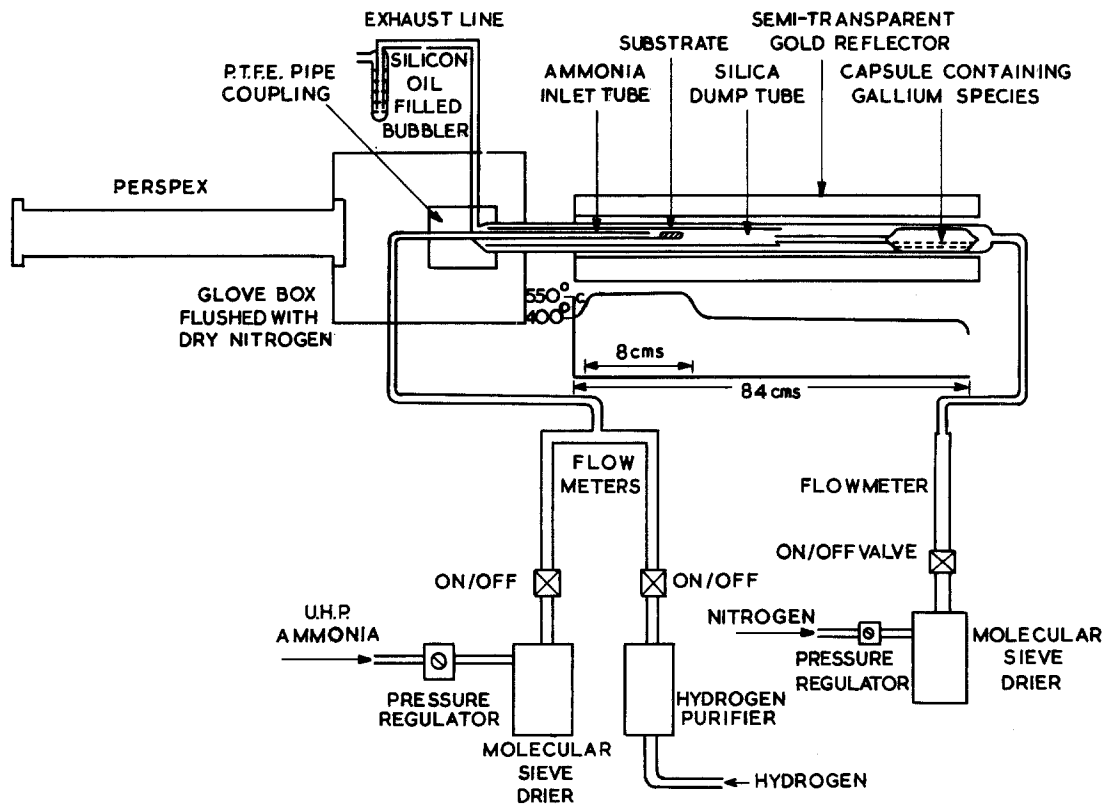 EXHAUST LINE
SILICON
OIL
FILLED
BUBBLER
P.T.F.E. PIPE
COUPLING
SUBSTRATE
AMMONIA
INLET TUBE
SEMI-TRANSPARENT
GOLD REFLECTOR
SILICA
DUMP TUBE
CAPSULE CONTAINING
GALLIUM SPECIES
PERSPEX
GLOVE BOX
FLUSHED WITH
DRY NITROGEN
550°C
400°
8cms
84cms
FLOW
METERS
FLOWMETER
ON/OFF
ON/OFF
ON/OFF VALVE
U.H.P.
AMMONIA
PRESSURE
REGULATOR
MOLECULAR
SIEVE
DRIER
HYDROGEN
PURIFIER
HYDROGEN
NITROGEN
PRESSURE
REGULATOR
MOLECULAR
SIEVE
DRIER